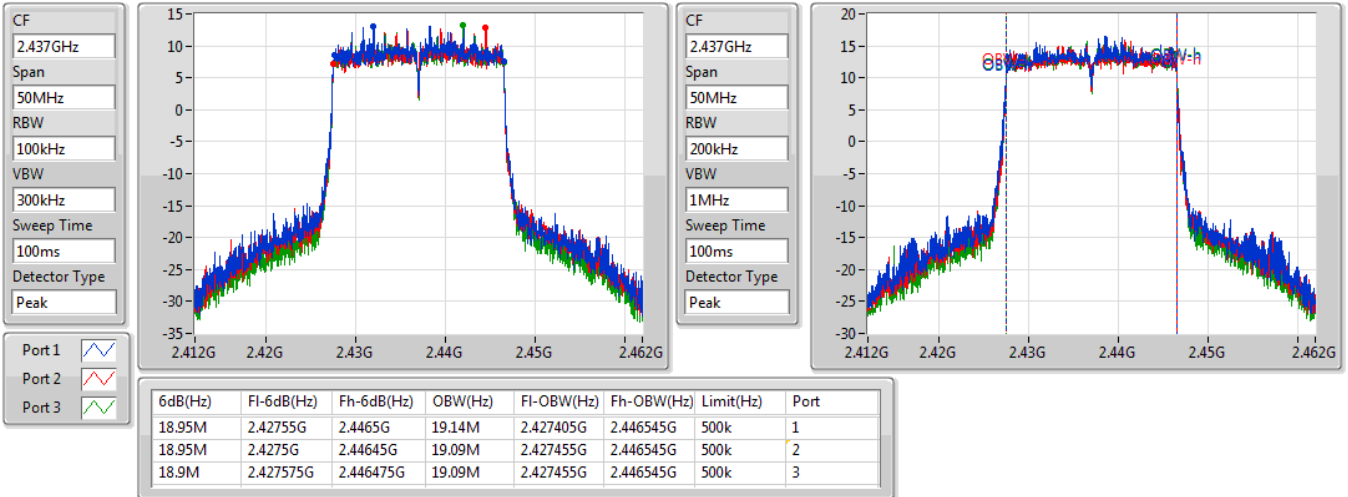 CF
2.437GHz
Span
50MHz
RBW
100kHz
VBW
300kHz
Sweep Time
100ms
Detector Type
Peak
15-
10-
5-
0-
-5-
-10-
-15-
-20-
-25-
-30-
-35-
2.412G 2.42G 2.43G 2.44G 2.45G 2.462G
CF
2.437GHz
Span
50MHz
RBW
200kHz
VBW
1MHz
Sweep Time
100ms
Detector Type
Peak
20-
15-
10-
5-
0-
-5-
-10-
-15-
-20-
-25-
-30-
OBW-h
2.412G 2.42G 2.43G 2.44G 2.45G 2.462G
Port 1
Port 2
Port 3
6dB(Hz) Fl-6dB(Hz) Fh-6dB(Hz) OBW(Hz) Fl-OBW(Hz) Fh-OBW(Hz) Limit(Hz) Port
18.95M 2.42755G 2.4465G 19.14M 2.427405G 2.446545G 500k 1
18.95M 2.4275G 2.44645G 19.09M 2.427455G 2.446545G 500k 2
18.9M 2.427575G 2.446475G 19.09M 2.427455G 2.446545G 500k 3